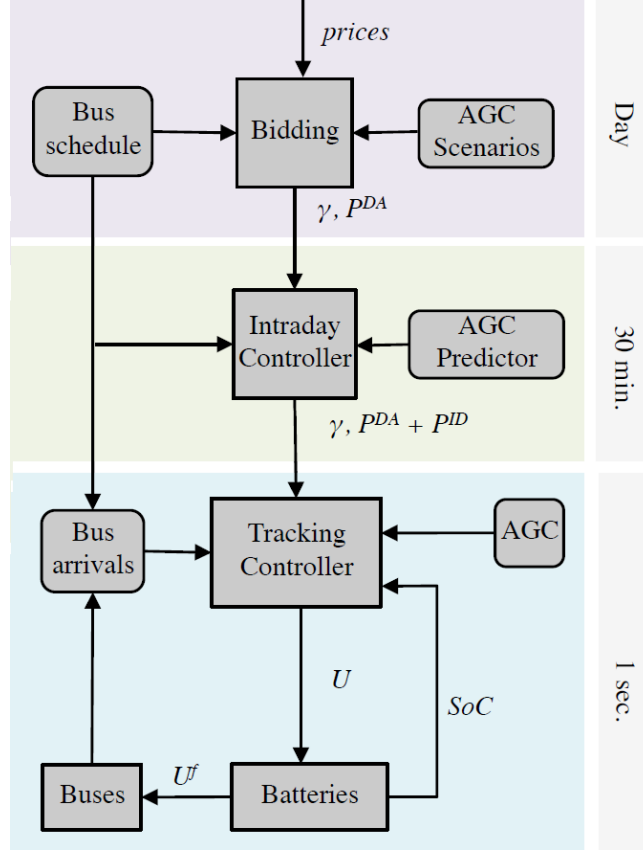 prices
Bus
schedule
Bidding
AGC
Scenarios
Day
γ, P^DA
Intraday
Controller
AGC
Predictor
30 min.
γ, P^DA + P^ID
Bus
arrivals
Tracking
Controller
AGC
U
SoC
1 sec.
Buses
U^f
Batteries